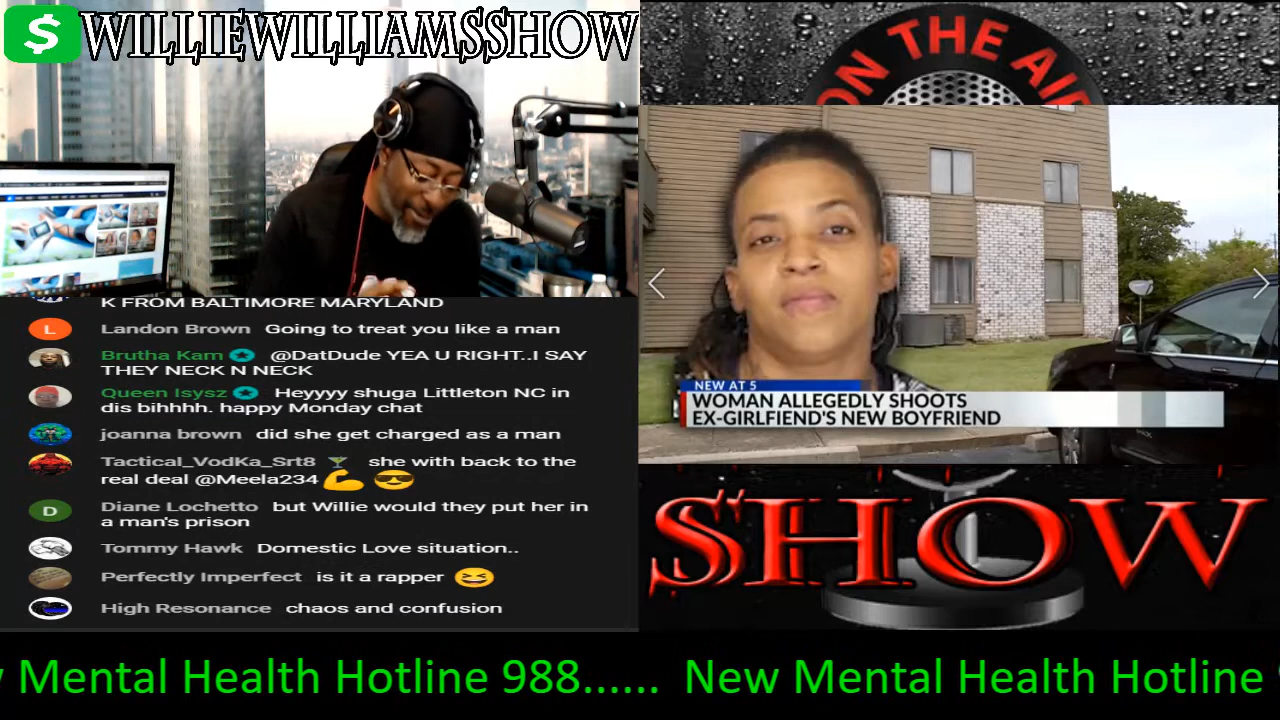 $ WILLIEWILLIAMSSHOW
ON THE AIR
K FROM BALTIMORE MARYLAND
L Landon Brown Going to treat you like a man
Brutha Kam @DatDude YEA U RIGHT..I SAY
THEY NECK N NECK
Queen Isysz Heyyyy shuga Littleton NC in
dis bihhhh. happy Monday chat
joanna brown did she get charged as a man
Tactical_VodKa_Srt8 🍸 she with back to the
real deal @Meela234 💪 😎
D Diane Lochetto but Willie would they put her in
a man's prison
Tommy Hawk Domestic Love situation..
Perfectly Imperfect is it a rapper 😆
High Resonance chaos and confusion
NEW AT 5
WOMAN ALLEGEDLY SHOOTS
EX-GIRLFIEND'S NEW BOYFRIEND
SHOW
Mental Health Hotline 988...... New Mental Health Hotline